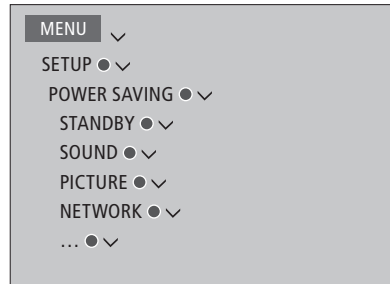 MENU
SETUP
POWER SAVING
STANDBY
SOUND
PICTURE
NETWORK
…